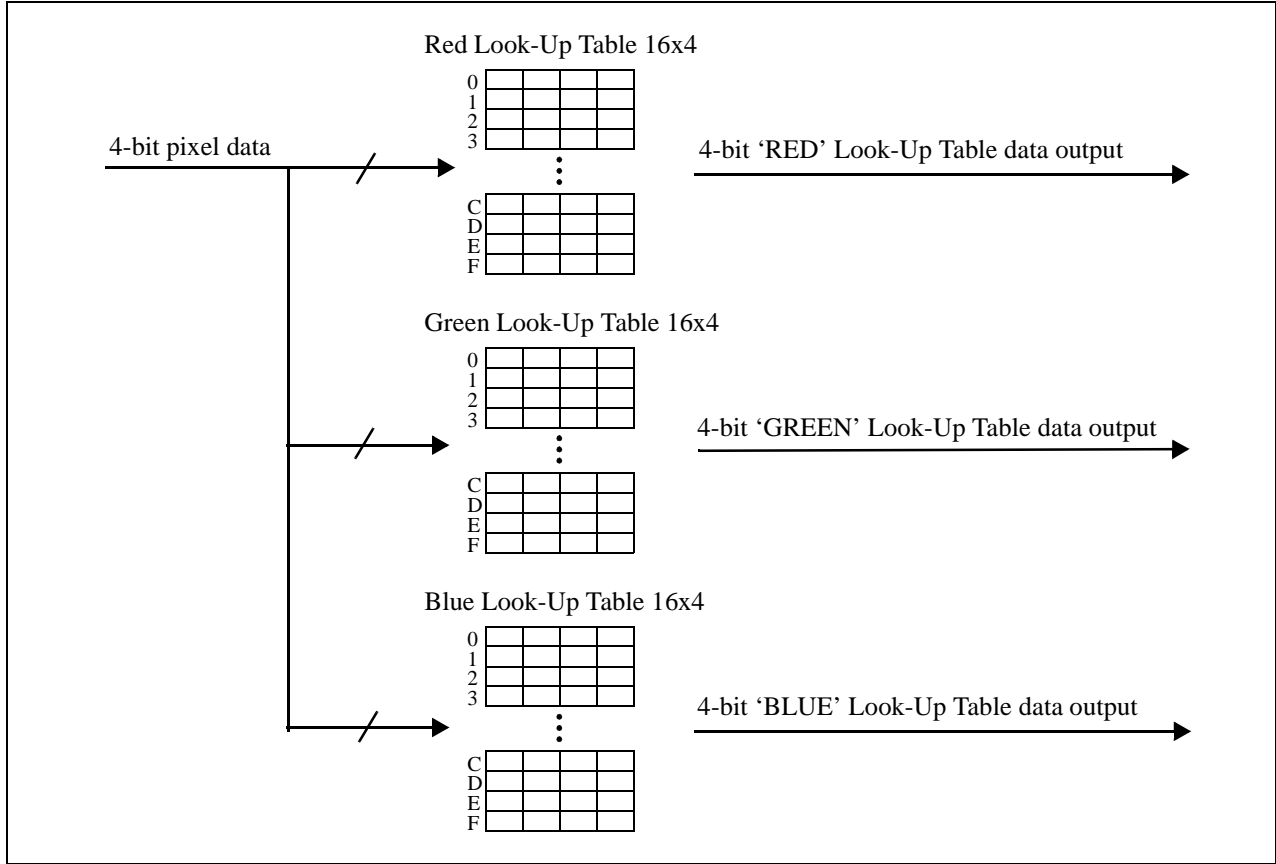 Red Look-Up Table 16x4
0
1
2
3
4-bit pixel data
4-bit ‘RED’ Look-Up Table data output
C
D
E
F
Green Look-Up Table 16x4
0
1
2
3
4-bit ‘GREEN’ Look-Up Table data output
C
D
E
F
Blue Look-Up Table 16x4
0
1
2
3
4-bit ‘BLUE’ Look-Up Table data output
C
D
E
F